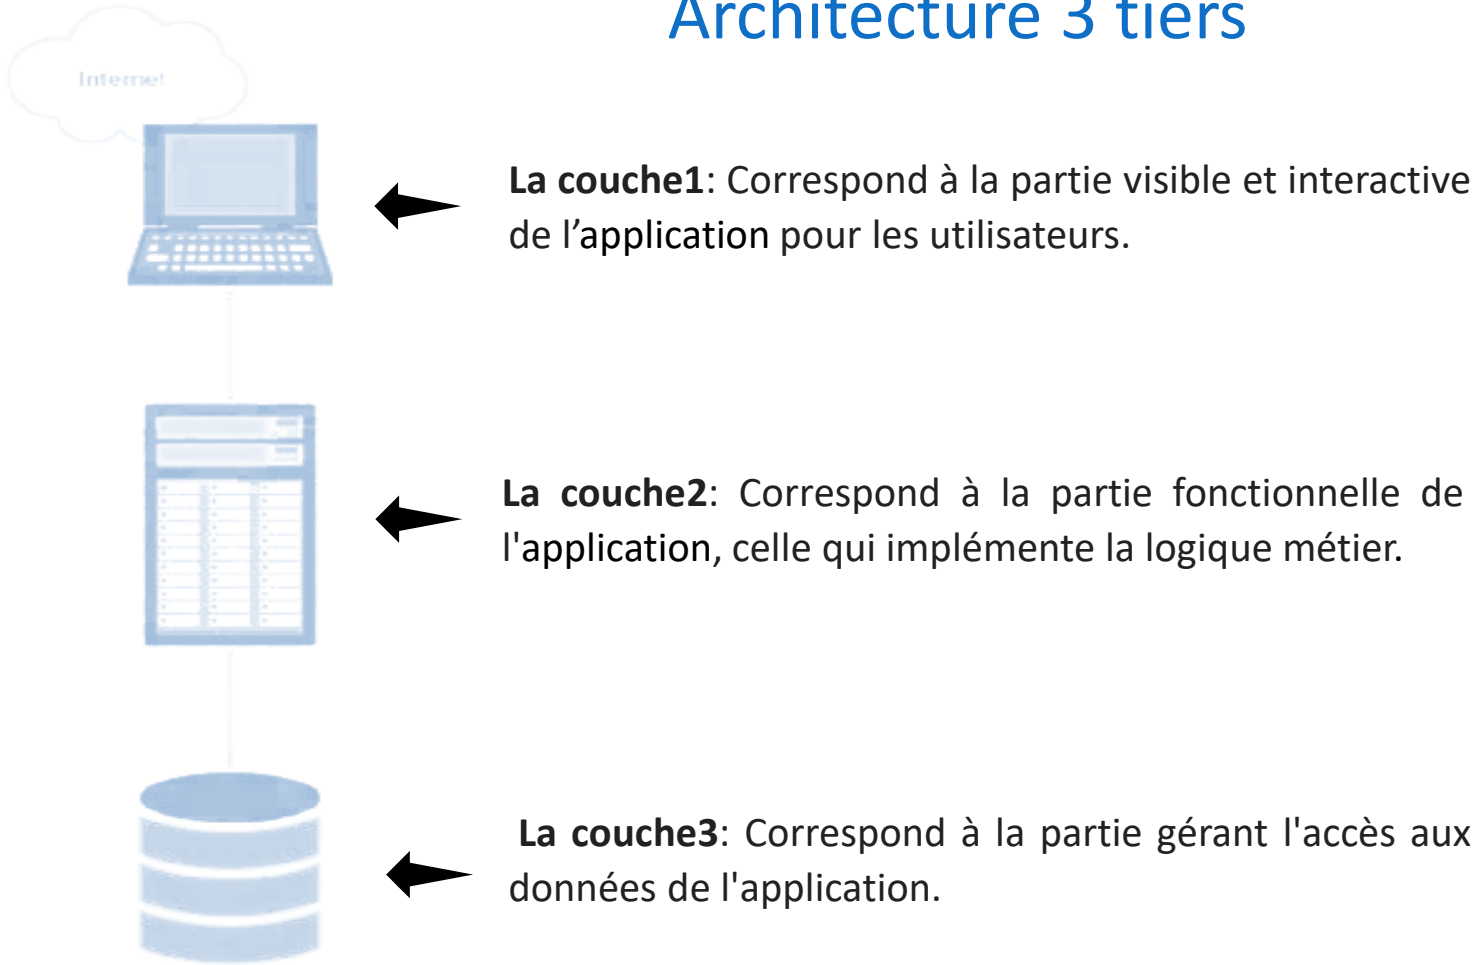 Architecture 3 tiers
Internet
La couche1: Correspond à la partie visible et interactive
de l’application pour les utilisateurs.
La couche2: Correspond à la partie fonctionnelle de
l'application, celle qui implémente la logique métier.
La couche3: Correspond à la partie gérant l'accès aux
données de l'application.